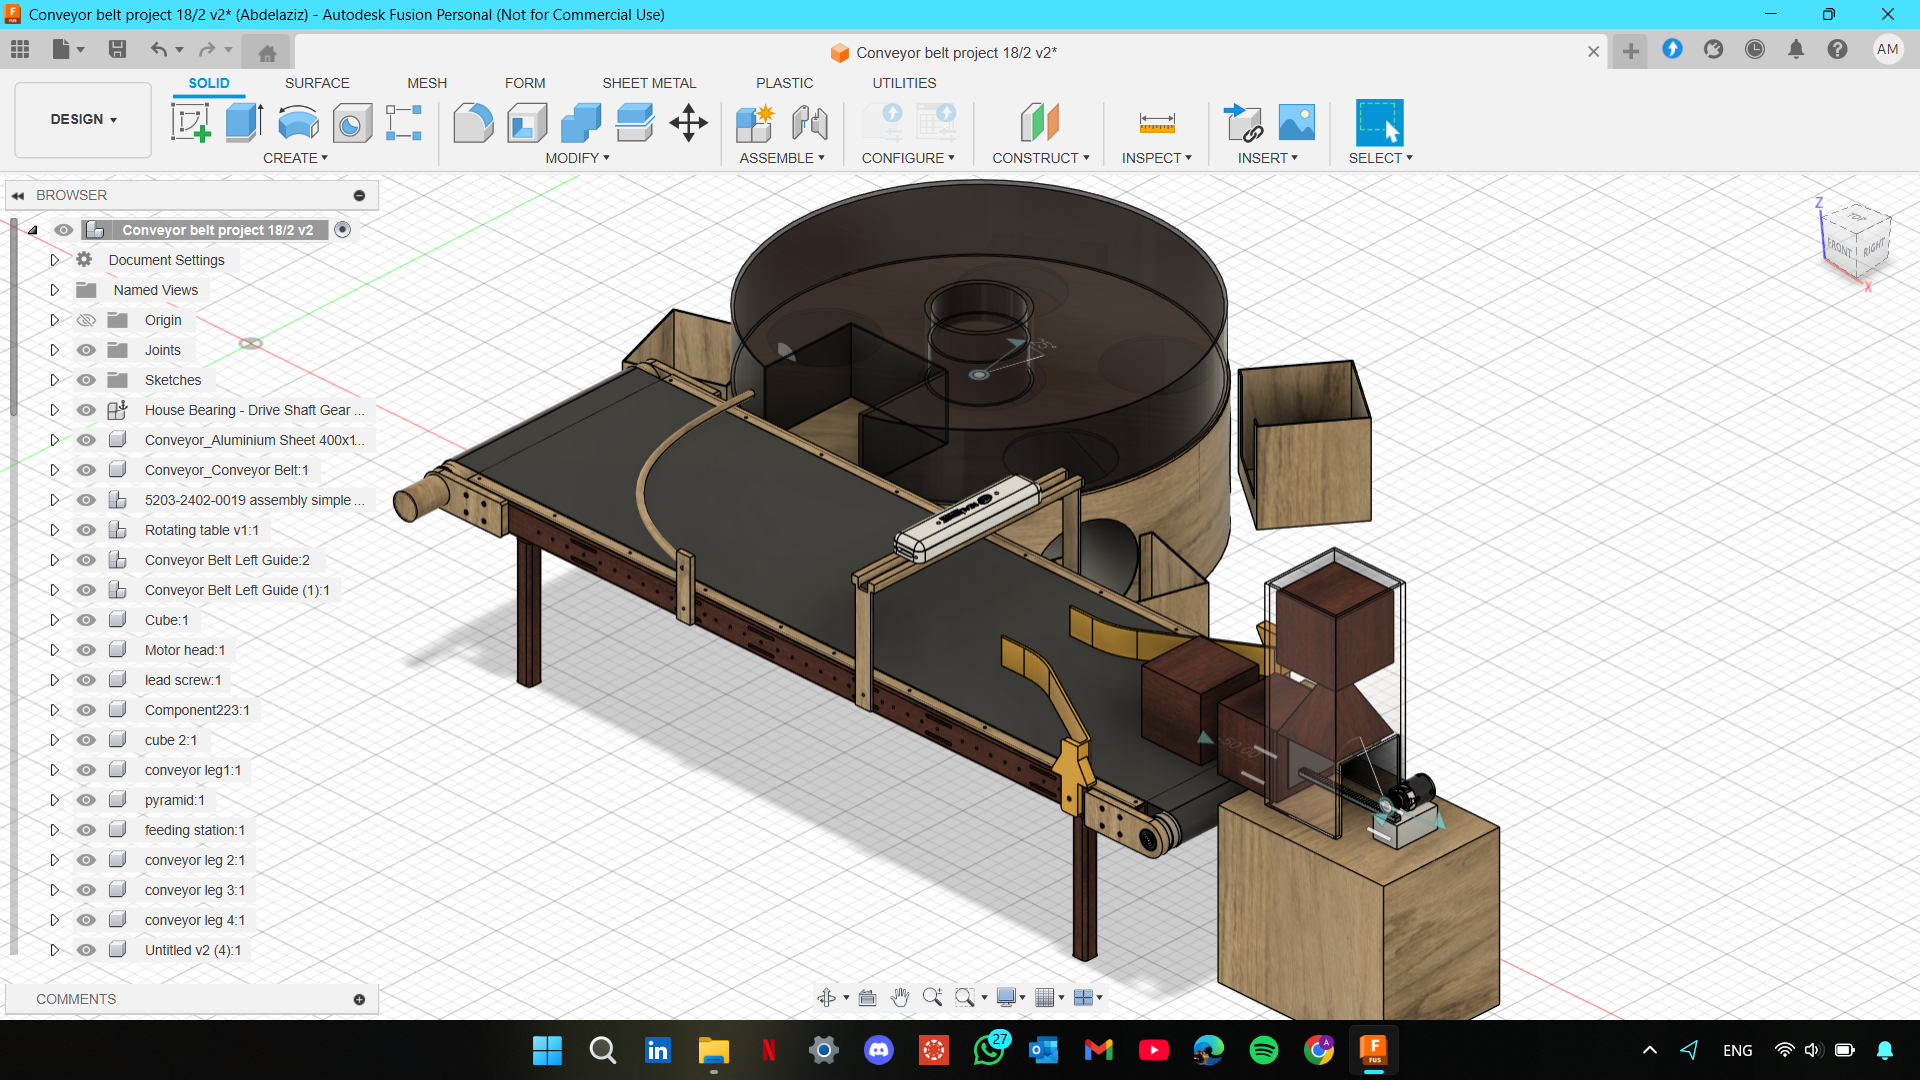 Conveyor belt project 18/2 v2* (Abdelaziz) - Autodesk Fusion Personal (Not for Commercial Use)
Conveyor belt project 18/2 v2*
AM
DESIGN
SOLID
SURFACE
MESH
FORM
SHEET METAL
PLASTIC
UTILITIES
CREATE
MODIFY
ASSEMBLE
CONFIGURE
CONSTRUCT
INSPECT
INSERT
SELECT
BROWSER
Conveyor belt project 18/2 v2
Document Settings
Named Views
Origin
Joints
Sketches
House Bearing - Drive Shaft Gear ...
Conveyor_Aluminium Sheet 400x1...
Conveyor_Conveyor Belt:1
5203-2402-0019 assembly simple ...
Rotating table v1:1
Conveyor Belt Left Guide:2
Conveyor Belt Left Guide (1):1
Cube:1
Motor head:1
lead screw:1
Component223:1
cube 2:1
conveyor leg1:1
pyramid:1
feeding station:1
conveyor leg 2:1
conveyor leg 3:1
conveyor leg 4:1
Untitled v2 (4):1
COMMENTS
Z
TOP
FRONT
RIGHT
X
27
ENG